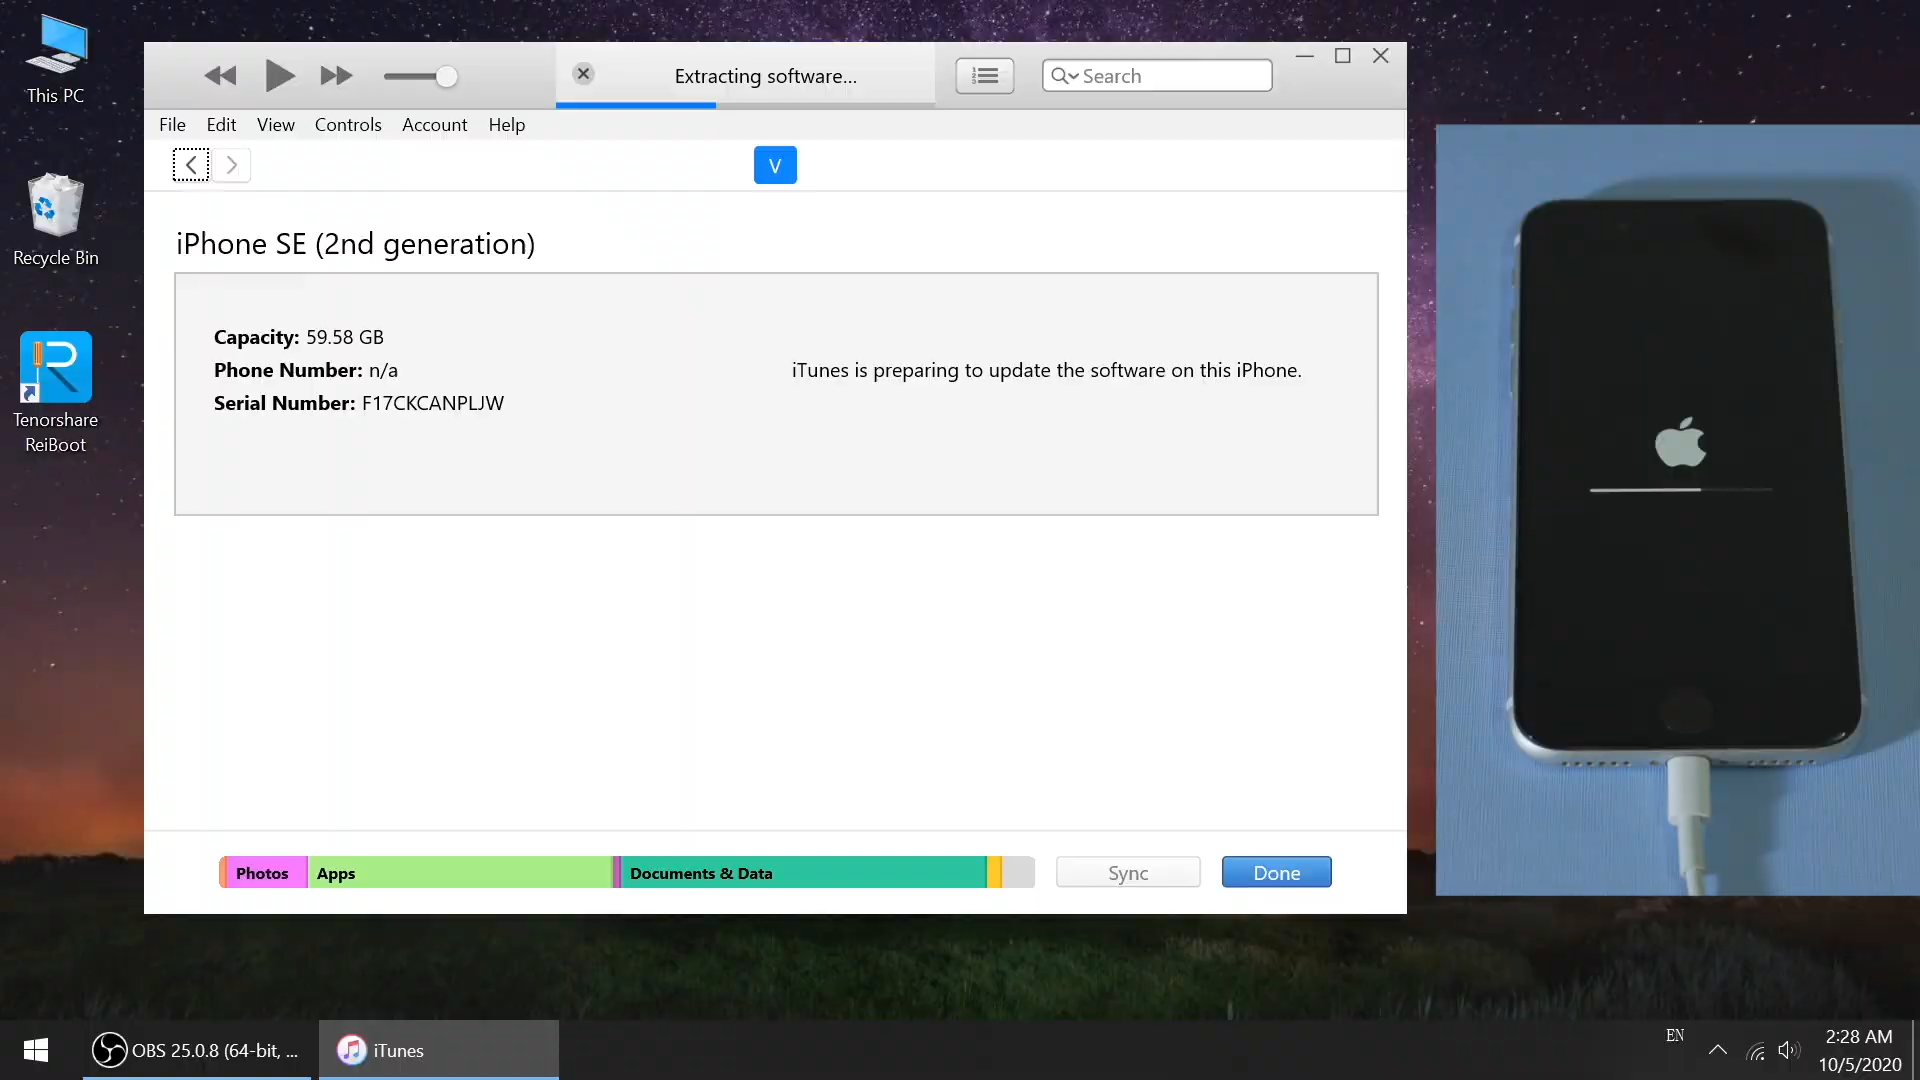 This PC
Recycle Bin
Tenorshare
ReiBoot
Extracting software...
Search
File Edit View Controls Account Help
V
iPhone SE (2nd generation)
Capacity: 59.58 GB
Phone Number: n/a
Serial Number: F17CKCANPLJW
iTunes is preparing to update the software on this iPhone.
Photos Apps Documents & Data
Sync Done
OBS 25.0.8 (64-bit, ...
iTunes
EN
2:28 AM
10/5/2020